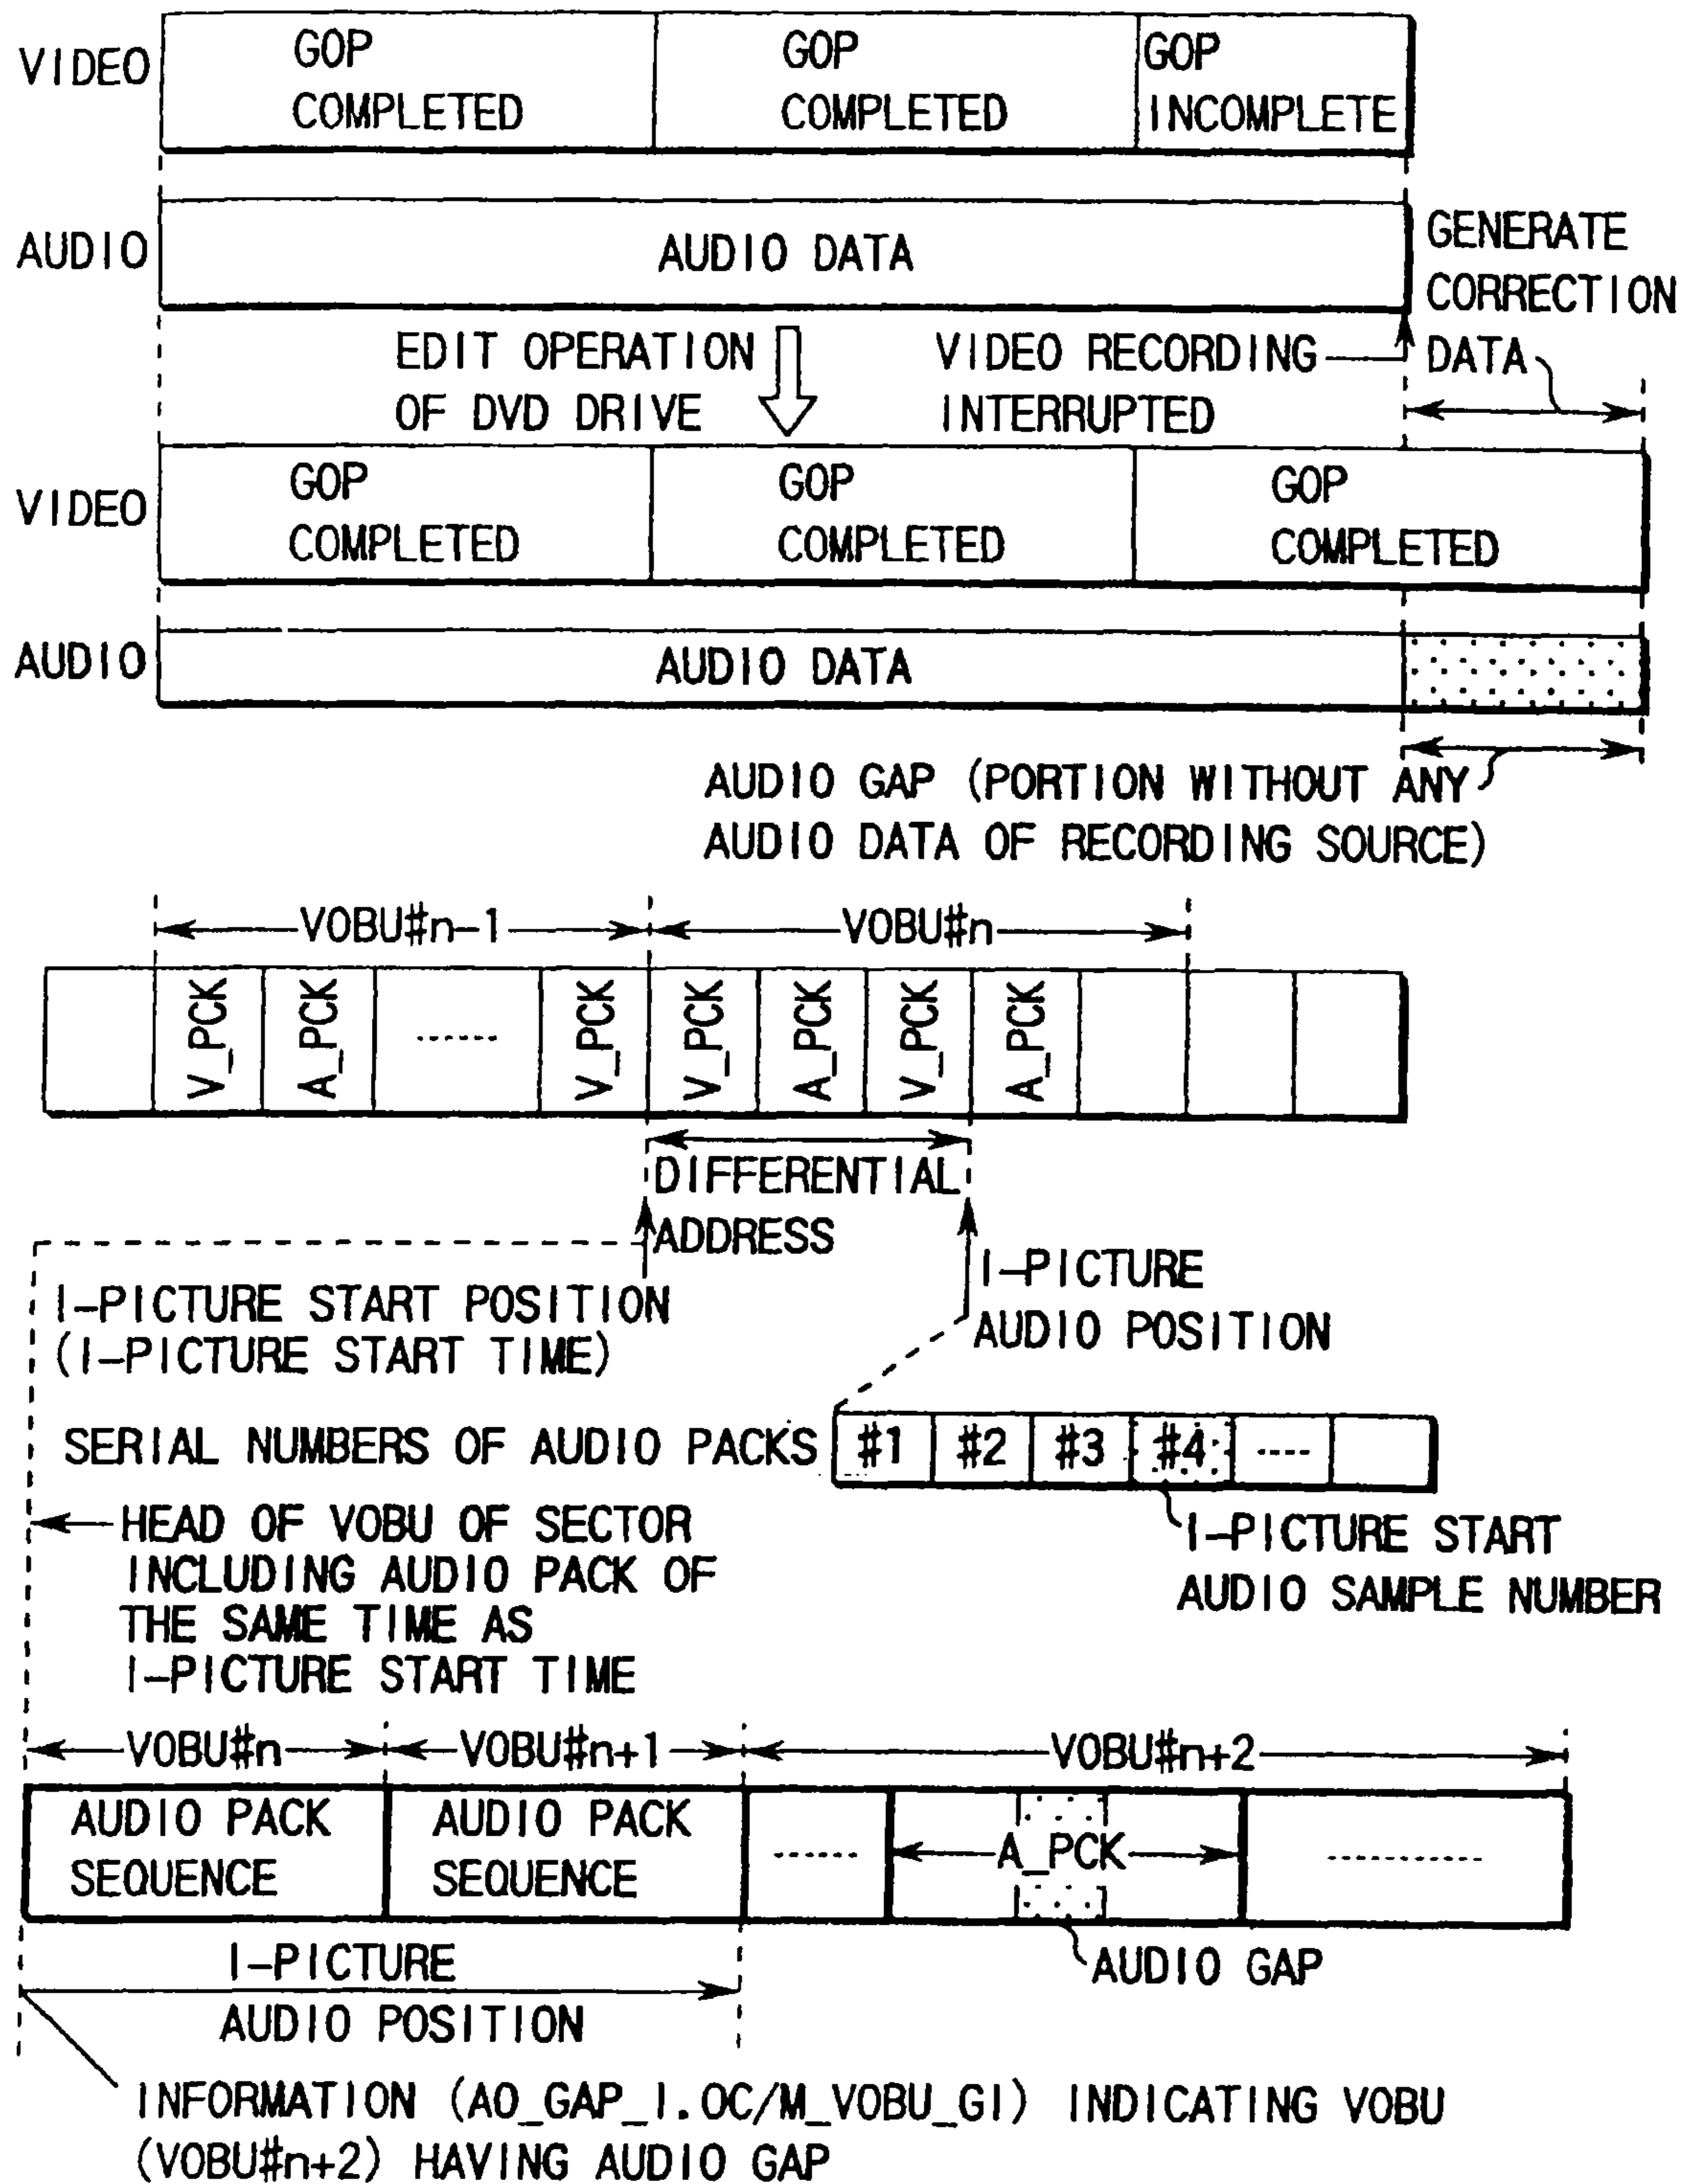 VIDEO
GOP
COMPLETED
GOP
COMPLETED
GOP
INCOMPLETE
AUDIO
AUDIO DATA
GENERATE
CORRECTION
DATA
EDIT OPERATION
OF DVD DRIVE
VIDEO RECORDING
INTERRUPTED
VIDEO
GOP
COMPLETED
GOP
COMPLETED
GOP
COMPLETED
AUDIO
AUDIO DATA
AUDIO GAP (PORTION WITHOUT ANY
AUDIO DATA OF RECORDING SOURCE)
VOBU#n-1
VOBU#n
V_PCK
A_PCK
V_PCK
V_PCK
A_PCK
V_PCK
A_PCK
DIFFERENTIAL
ADDRESS
I-PICTURE START POSITION
(I-PICTURE START TIME)
I-PICTURE
AUDIO POSITION
SERIAL NUMBERS OF AUDIO PACKS
#1 #2 #3 #4
I-PICTURE START
AUDIO SAMPLE NUMBER
HEAD OF VOBU OF SECTOR
INCLUDING AUDIO PACK OF
THE SAME TIME AS
I-PICTURE START TIME
VOBU#n
VOBU#n+1
VOBU#n+2
AUDIO PACK
SEQUENCE
AUDIO PACK
SEQUENCE
A_PCK
AUDIO GAP
I-PICTURE
AUDIO POSITION
INFORMATION (A0_GAP_I.OC/M_VOBU_GI) INDICATING VOBU
(VOBU#n+2) HAVING AUDIO GAP